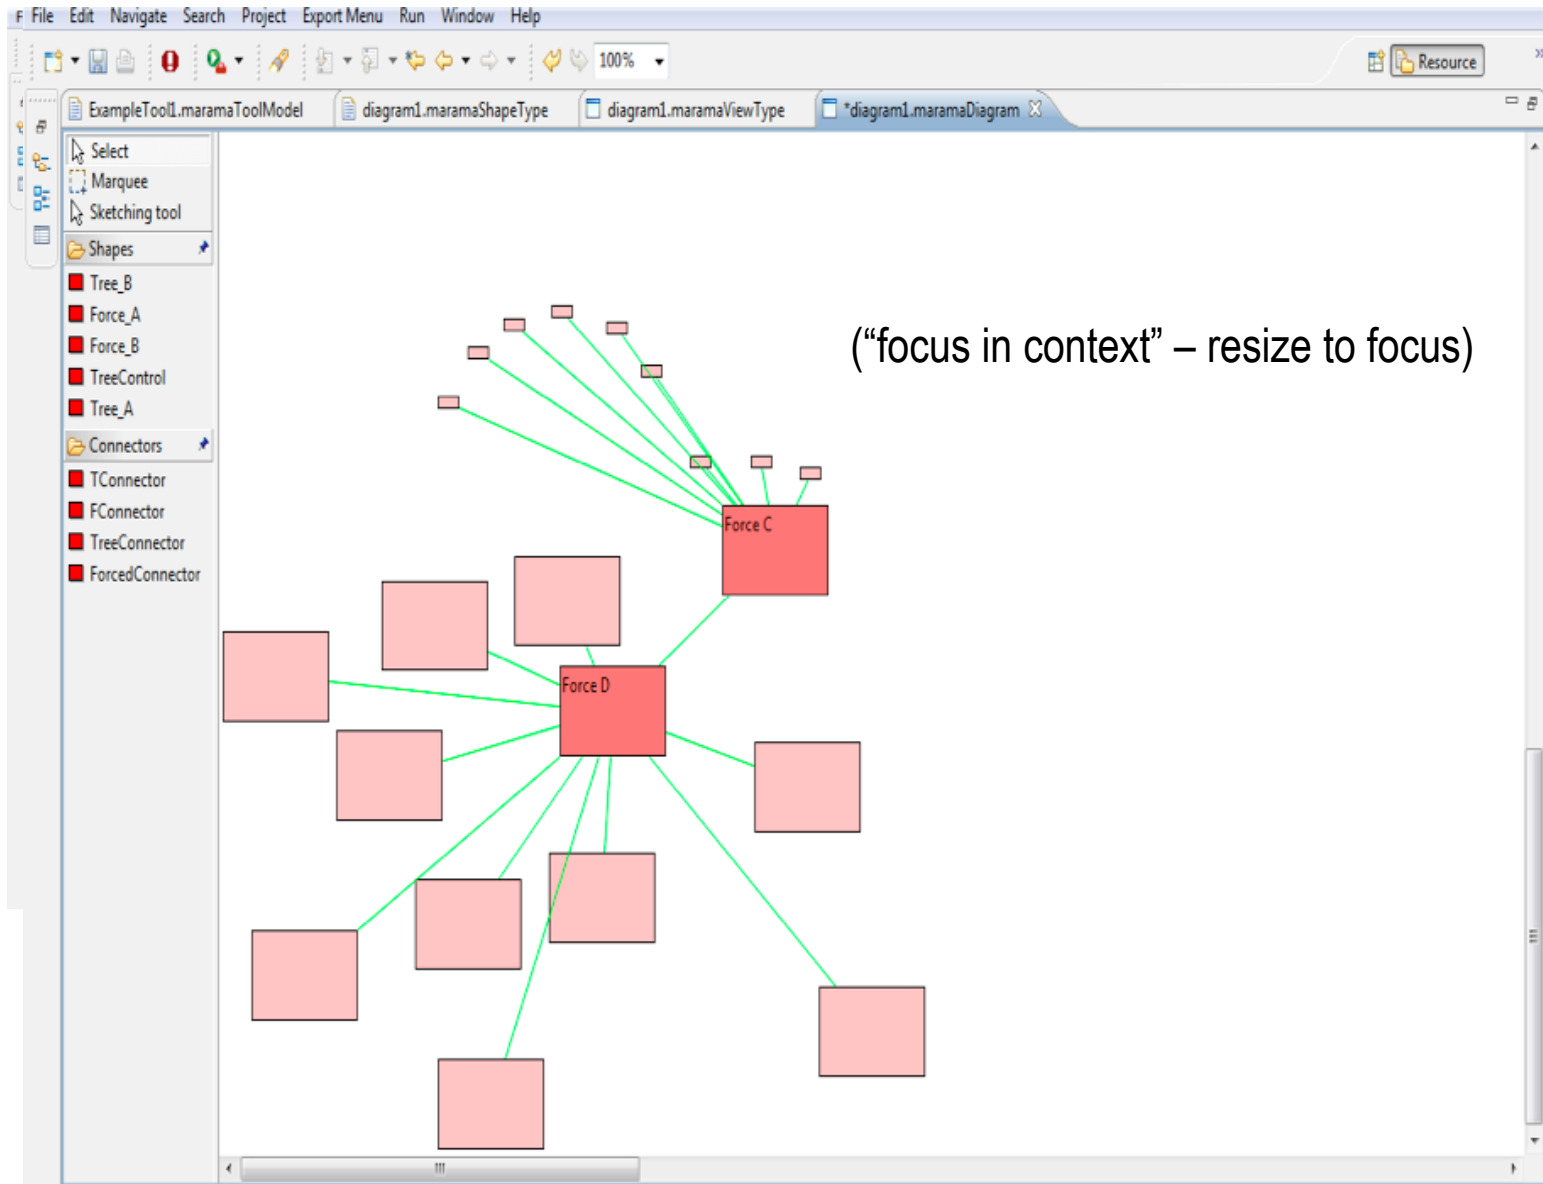 F File Edit Navigate Search Project Export Menu Run Window Help
100%
Resource
ExampleTool1.maramaToolModel
diagram1.maramaShapeType
diagram1.maramaViewType
*diagram1.maramaDiagram
Select
Marquee
Sketching tool
Shapes
Tree_B
Force_A
Force_B
TreeControl
Tree_A
Connectors
TConnector
FConnector
TreeConnector
ForcedConnector
(“focus in context” – resize to focus)
Force C
Force D